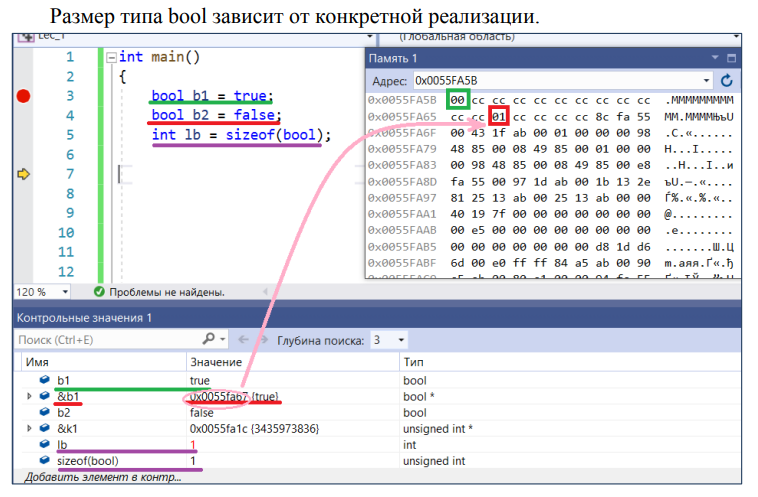 Размер типа bool зависит от конкретной реализации.
Lec_1 (Глобальная область)
1 int main()
2 {
3 bool b1 = true;
4 bool b2 = false;
5 int lb = sizeof(bool);
6
7
8
9
10
11
12
Память 1
Адрес: 0x0055FA5B
0x0055FA5B 00 cc cc cc cc cc cc cc cc cc .МММММММММ
0x0055FA65 cc cc 01 cc cc cc cc 8c fa 55 ММ.ММММЊъU
0x0055FA6F 00 43 1f ab 00 01 00 00 00 98 .C.«......
0x0055FA79 48 85 00 08 49 85 00 01 00 00 H...I.....
0x0055FA83 00 98 48 85 00 08 49 85 00 e8 ..H...I..и
0x0055FA8D fa 55 00 97 1d ab 00 1b 13 2e ъU.—.«....
0x0055FA97 81 25 13 ab 00 25 13 ab 00 00 Ѓ%.«.%.«..
0x0055FAA1 40 19 7f 00 00 00 00 00 00 00 @.........
0x0055FAAB 00 e5 00 00 00 00 00 00 00 00 .е........
0x0055FAB5 00 00 00 00 00 00 00 d8 1d d6 .......Ш.Ц
0x0055FABF 6d 00 e0 ff ff 84 a5 ab 00 90 m.аяя.Ґ«.ђ
120 % Проблемы не найдены.
Контрольные значения 1
Поиск (Ctrl+E) Глубина поиска: 3
Имя Значение Тип
b1 true bool
&b1 0x0055fa67 {true} bool *
b2 false bool
&k1 0x0055fa1c {3435973836} unsigned int *
lb 1 int
sizeof(bool) 1 unsigned int
Добавить элемент в контр...